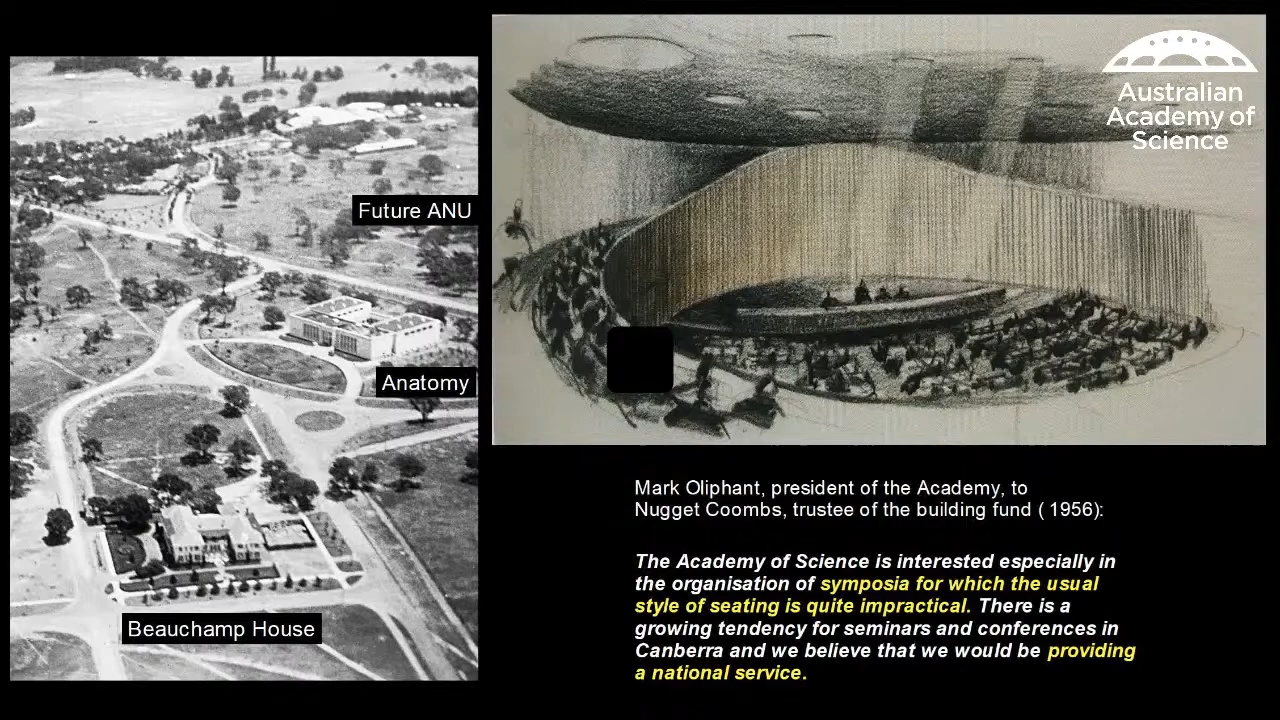 Australian
Academy of
Science
Future ANU
Anatomy
Beauchamp House
Mark Oliphant, president of the Academy, to
Nugget Coombs, trustee of the building fund ( 1956):
The Academy of Science is interested especially in
the organisation of symposia for which the usual
style of seating is quite impractical. There is a
growing tendency for seminars and conferences in
Canberra and we believe that we would be providing
a national service.